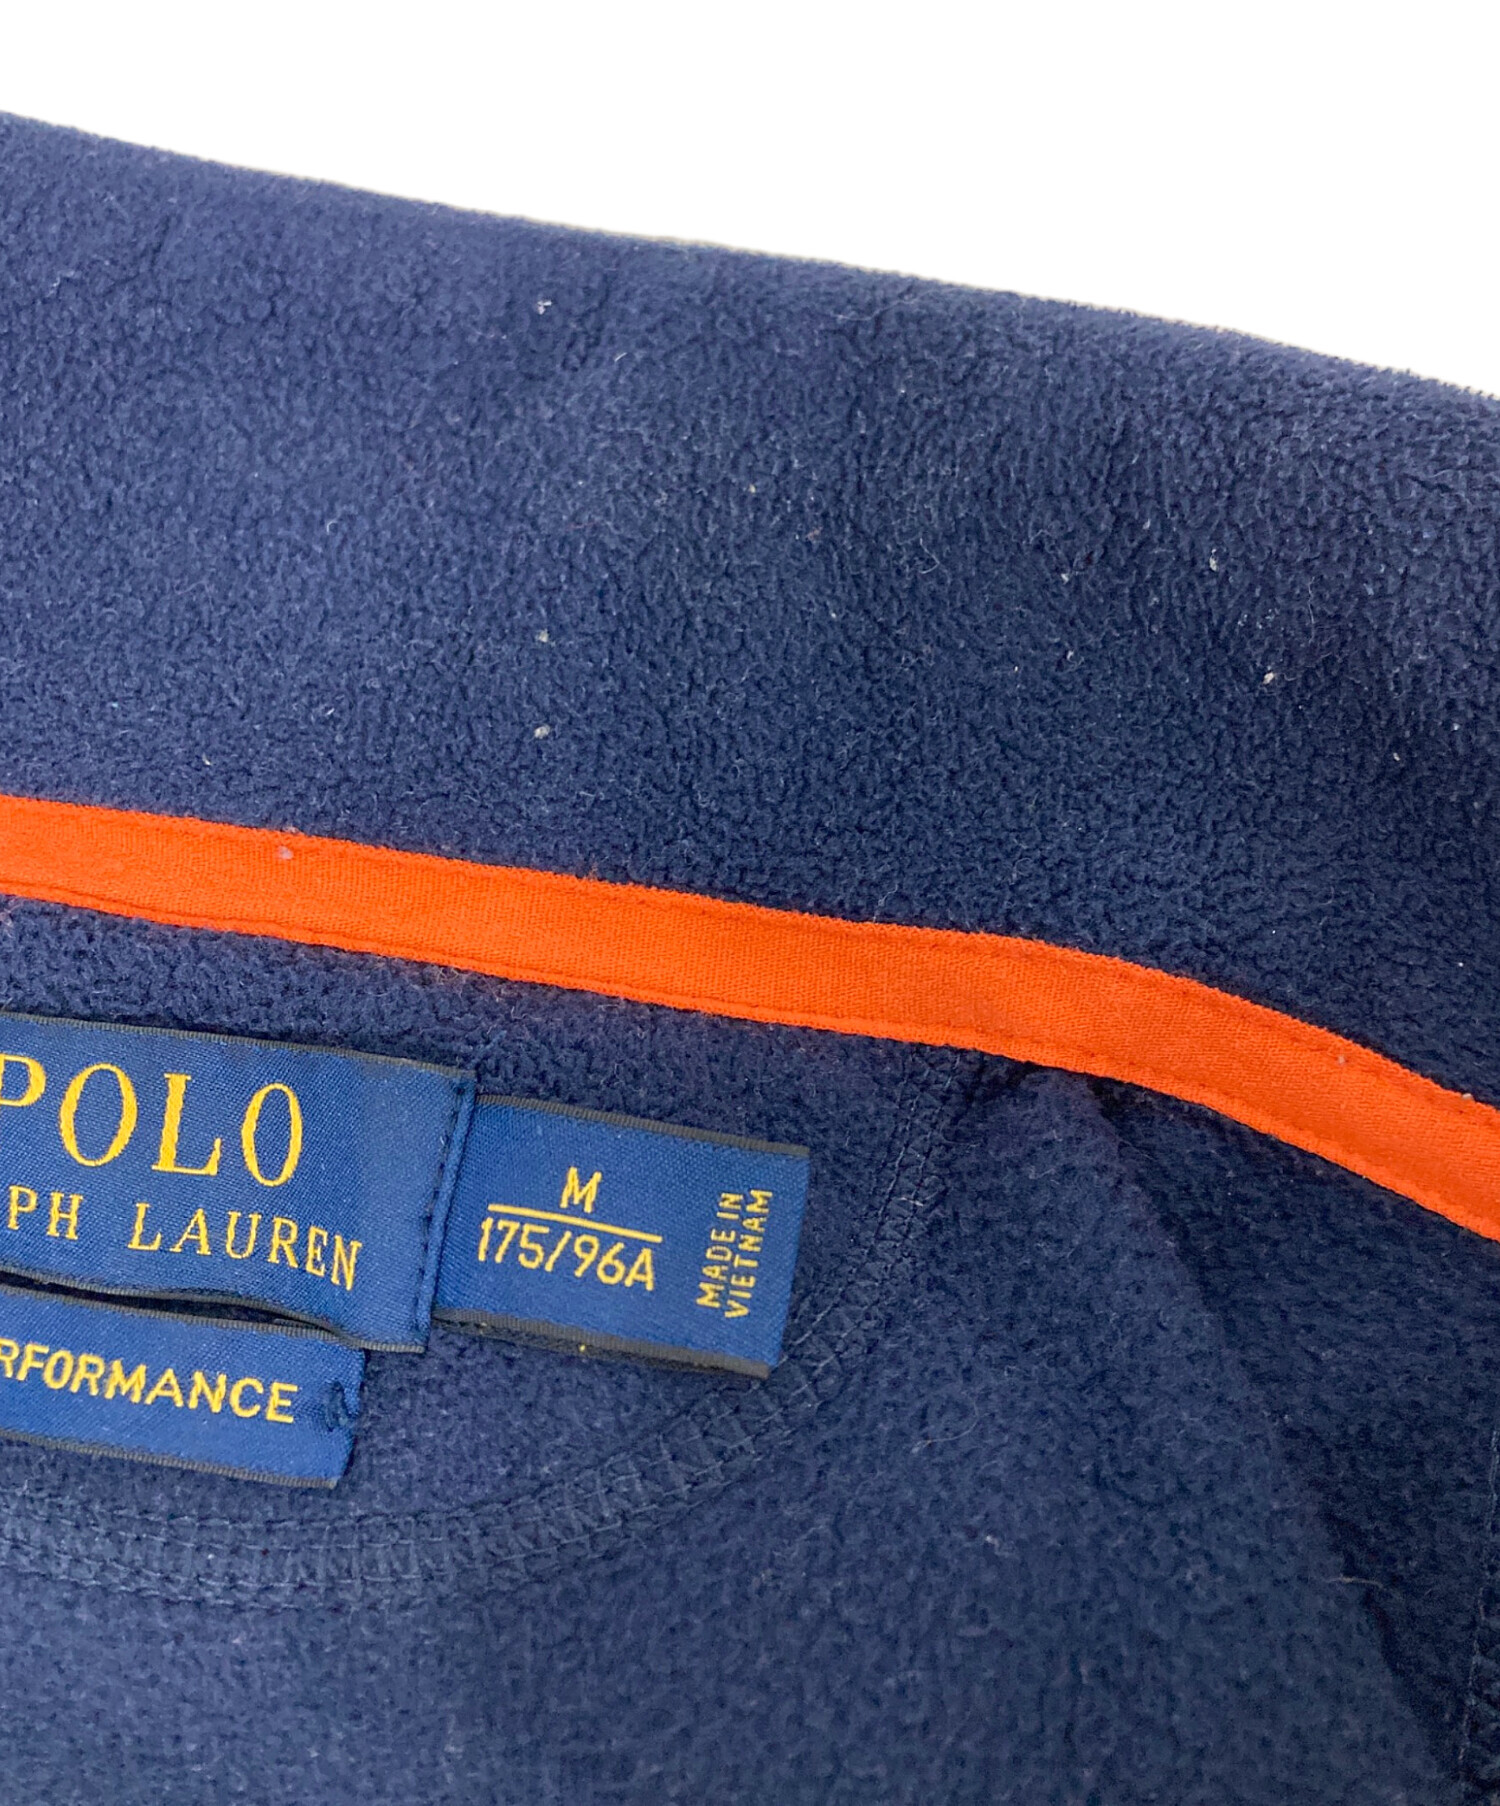 POLO
PH LAUREN
RFORMANCE
M
175/96A
MADE IN
VIETNAM